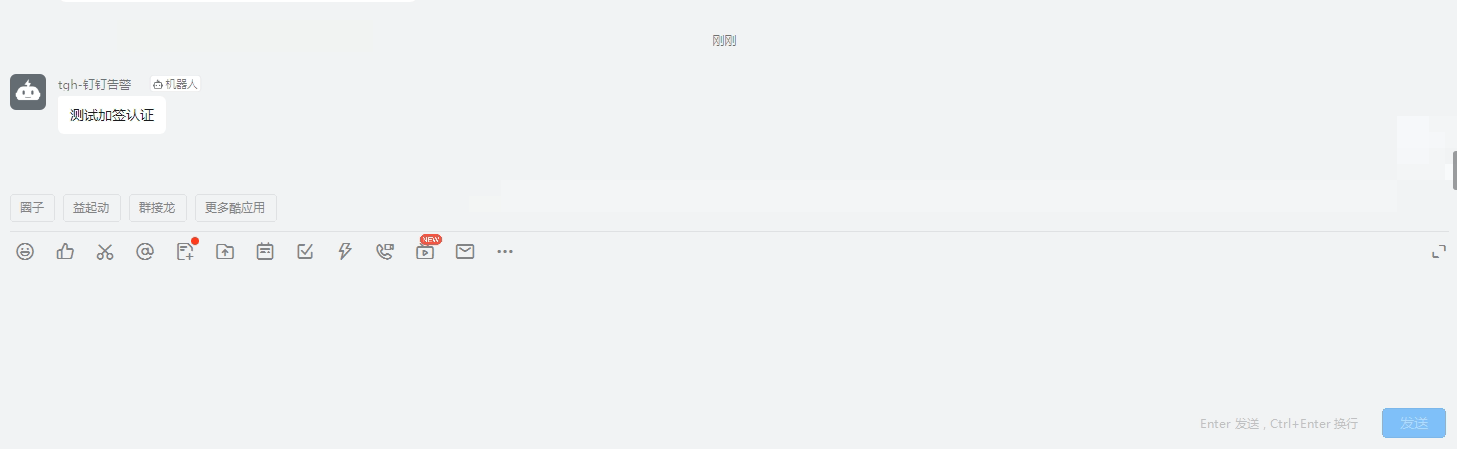 刚刚
tgh-钉钉告警 机器人
测试加签认证
圈子 益起动 群接龙 更多酷应用
NEW
Enter 发送 , Ctrl+Enter 换行 发送